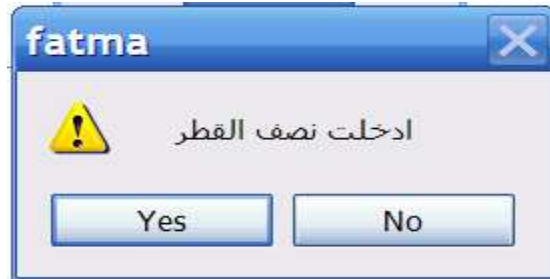 fatma
ادخلت نصف القطر
Yes
No